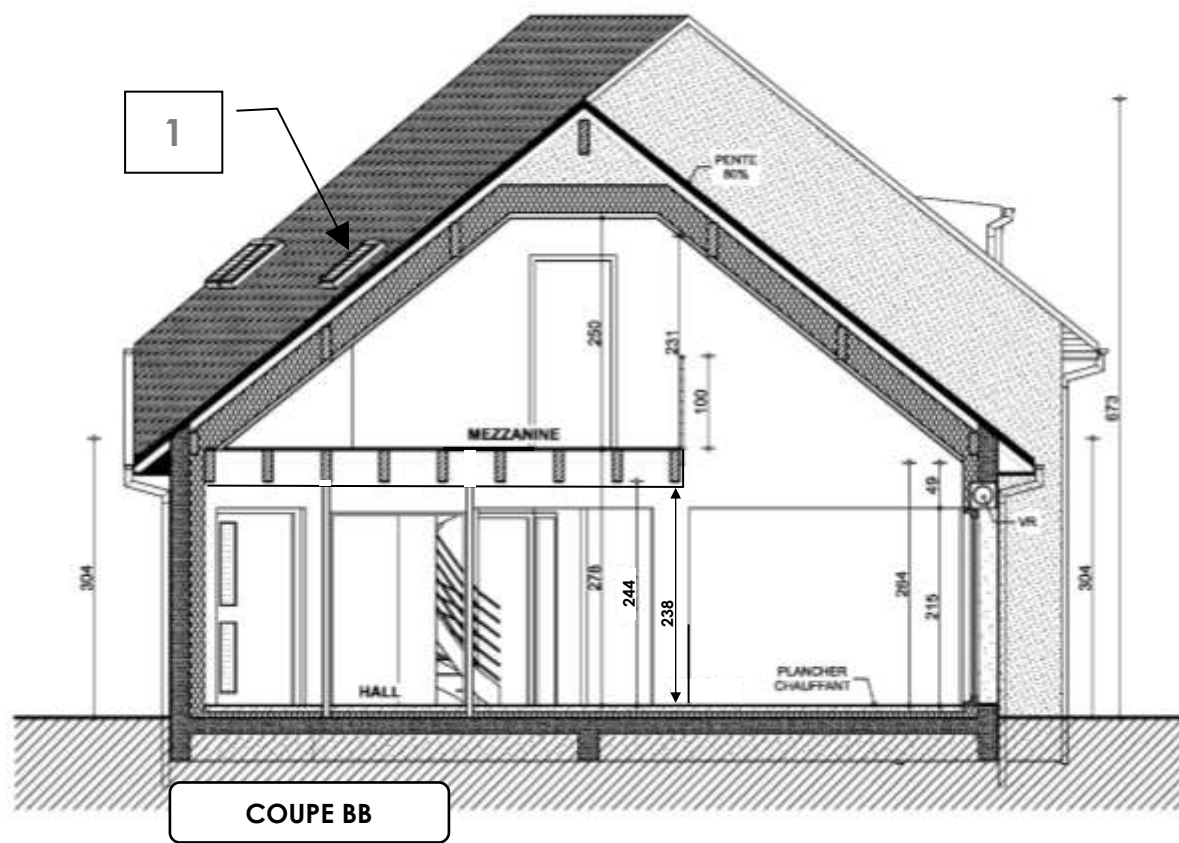 1
PENTE
80%
250
231
100
673
MEZZANINE
49
VR
304
278
244
238
264
215
304
HALL
PLANCHER
CHAUFFANT
COUPE BB